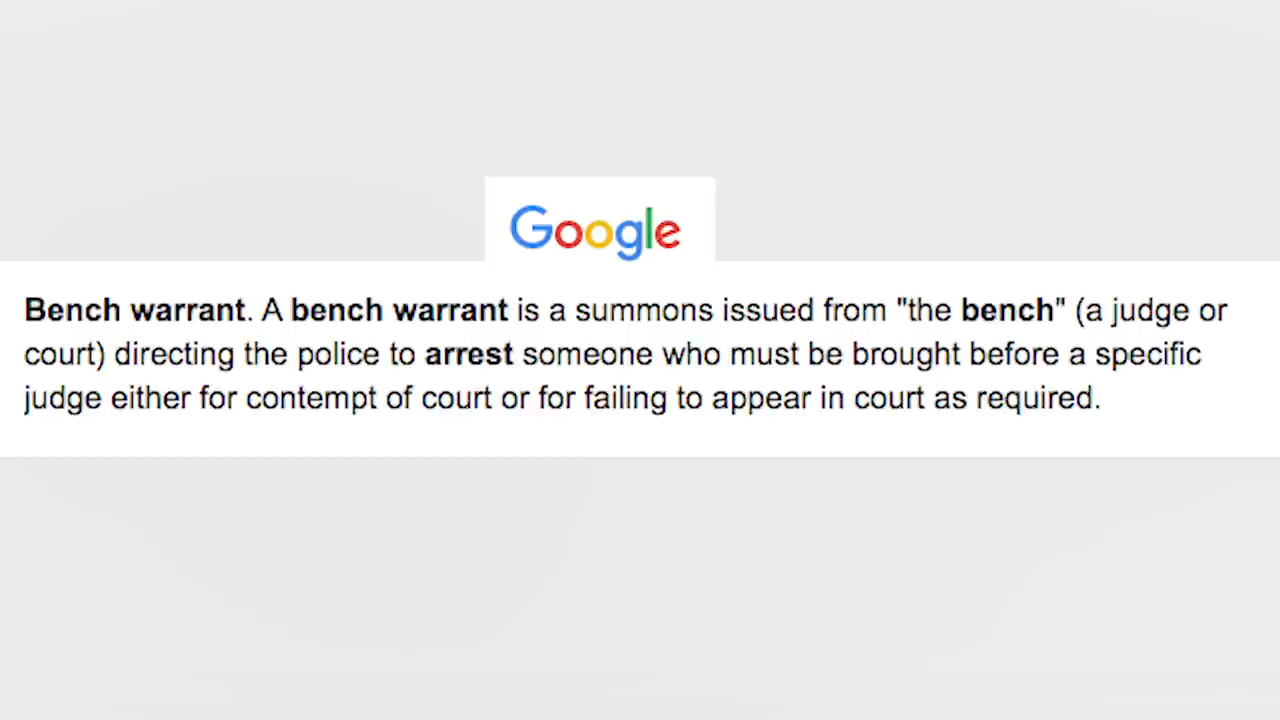 Google
Bench warrant. A bench warrant is a summons issued from "the bench" (a judge or
court) directing the police to arrest someone who must be brought before a specific
judge either for contempt of court or for failing to appear in court as required.